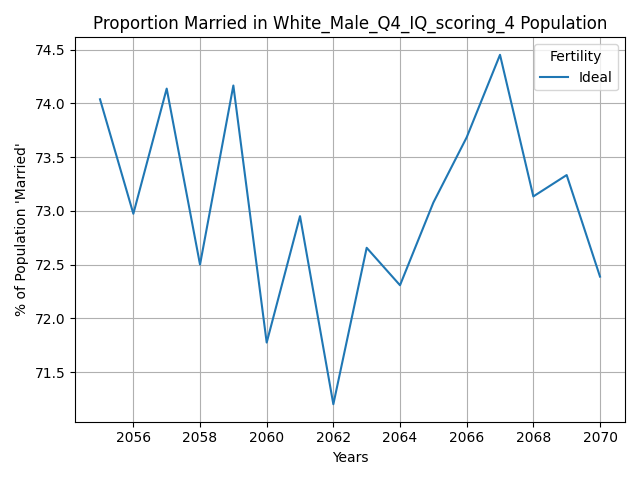 Proportion Married in White_Male_Q4_IQ_scoring_4 Population
% of Population 'Married'
74.5
74.0
73.5
73.0
72.5
72.0
71.5
Fertility
Ideal
2056 2058 2060 2062 2064 2066 2068 2070
Years